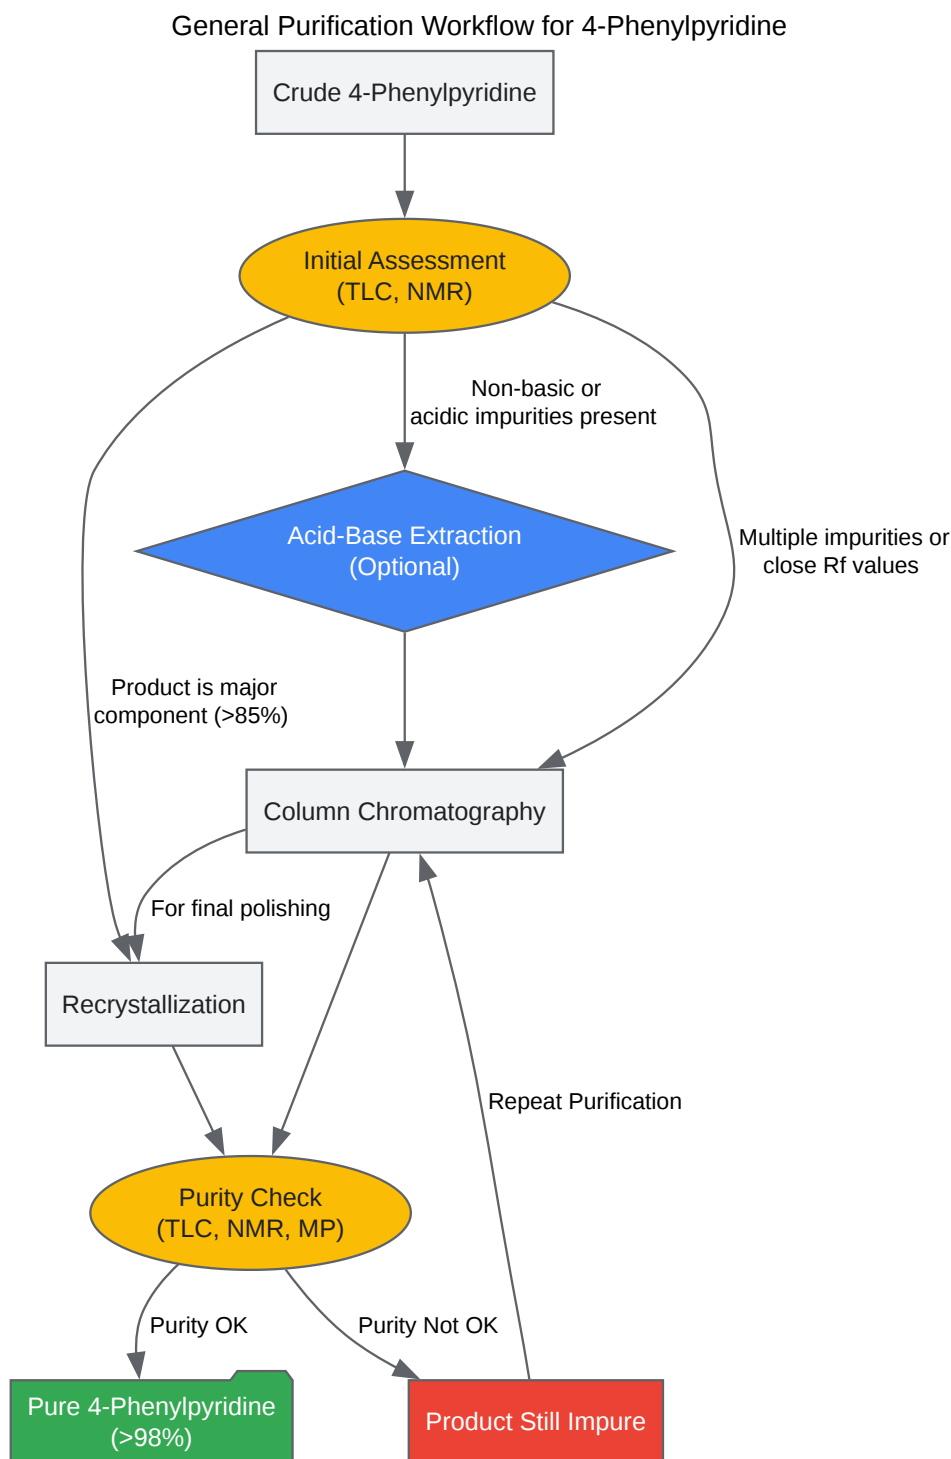 General Purification Workflow for 4-Phenylpyridine
Crude 4-Phenylpyridine
Initial Assessment
(TLC, NMR)
Non-basic or
acidic impurities present
Acid-Base Extraction
(Optional)
Multiple impurities or
close Rf values
Product is major
component (>85%)
Column Chromatography
For final polishing
Recrystallization
Repeat Purification
Purity Check
(TLC, NMR, MP)
Purity OK
Purity Not OK
Pure 4-Phenylpyridine
(>98%)
Product Still Impure